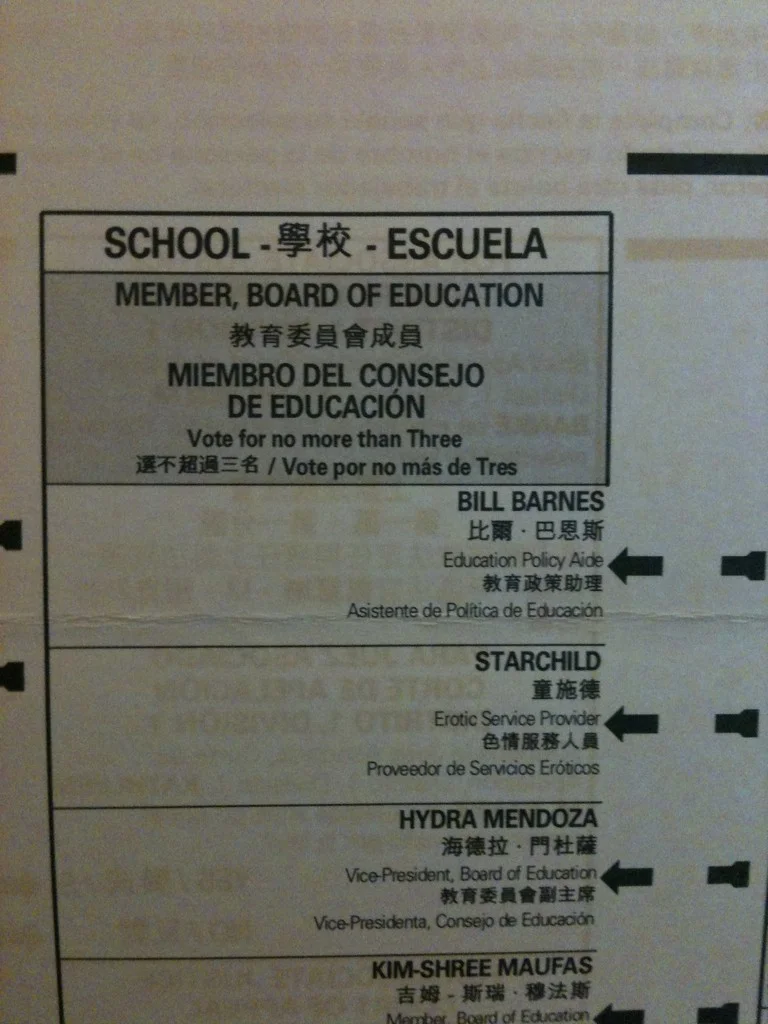 SCHOOL - 學校 - ESCUELA
MEMBER, BOARD OF EDUCATION
教育委員會成員
MIEMBRO DEL CONSEJO
DE EDUCACIÓN
Vote for no more than Three
選不超過三名 / Vote por no más de Tres
BILL BARNES
比爾 · 巴恩斯
Education Policy Aide
教育政策助理
Asistente de Política de Educación
STARCHILD
童施德
Erotic Service Provider
色情服務人員
Proveedor de Servicios Eróticos
HYDRA MENDOZA
海德拉 · 門杜薩
Vice-President, Board of Education
教育委員會副主席
Vice-Presidenta, Consejo de Educación
KIM-SHREE MAUFAS
吉姆 - 斯瑞 · 穆法斯
Member, Board of Education